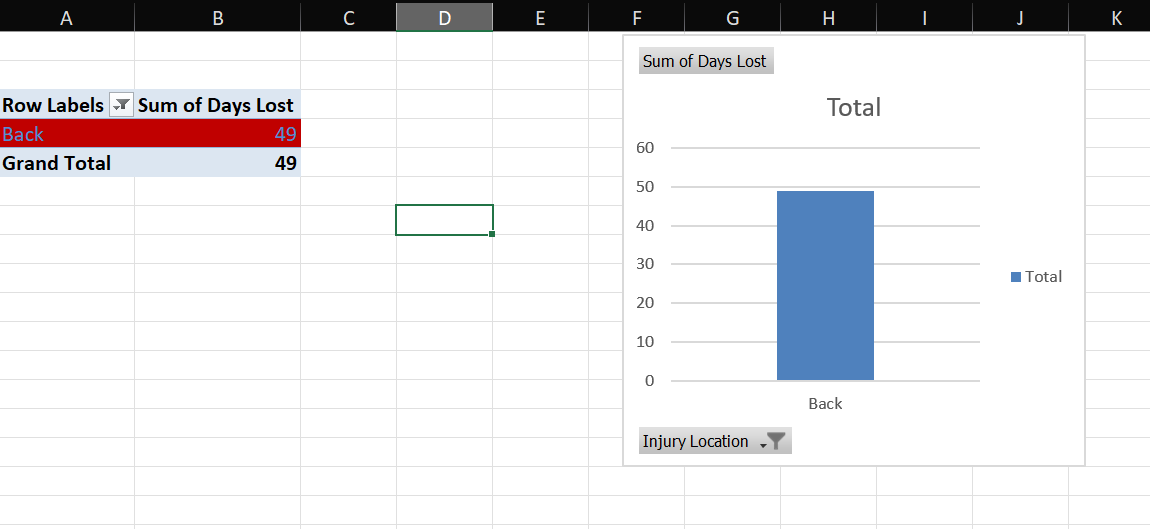 A B C D E F G H I J K
Row Labels Sum of Days Lost
Back 49
Grand Total 49
Sum of Days Lost
Total
60
50
40
30
20
10
0
Back
Total
Injury Location